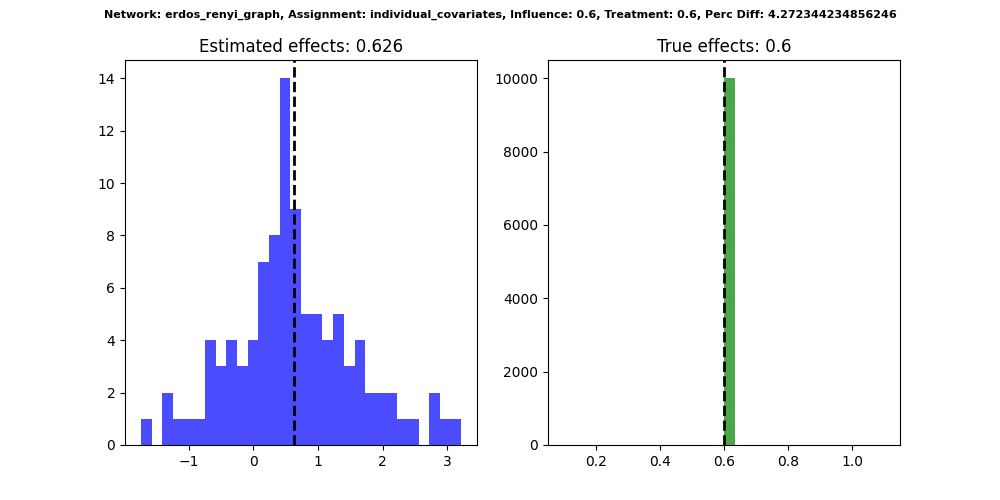 Network: erdos_renyi_graph, Assignment: individual_covariates, Influence: 0.6, Treatment: 0.6, Perc Diff: 4.272344234856246
Estimated effects: 0.626
14
12
10
8
6
4
2
0
−1 0 1 2 3
True effects: 0.6
10000
8000
6000
4000
2000
0
0.2 0.4 0.6 0.8 1.0